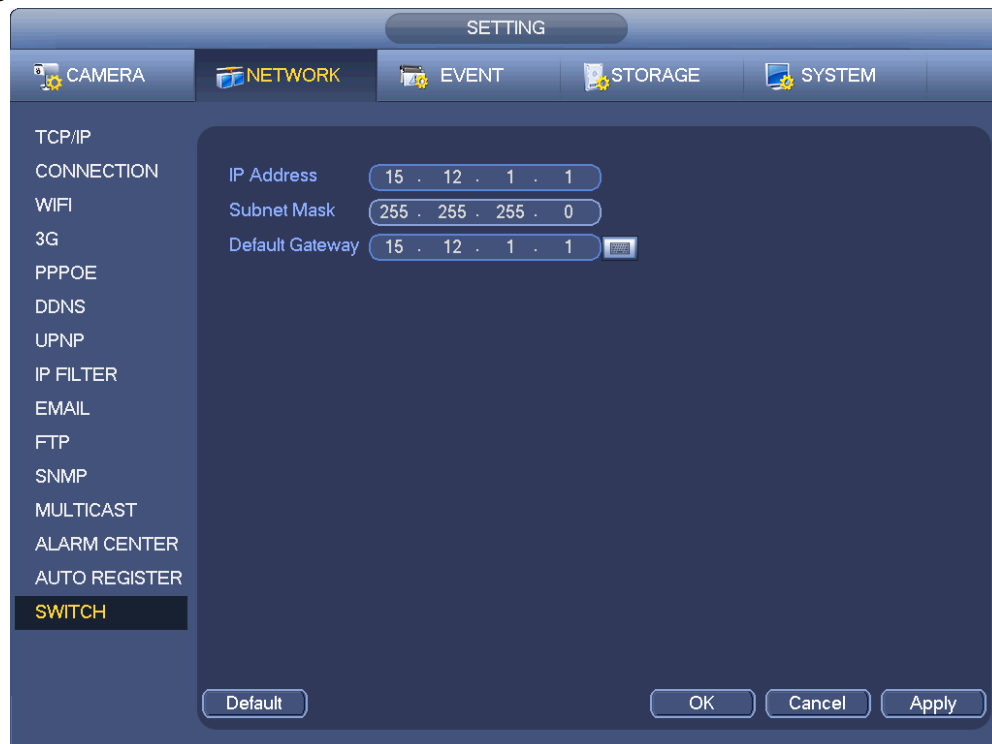 SETTING
CAMERA NETWORK EVENT STORAGE SYSTEM
TCP/IP
CONNECTION
WIFI
3G
PPPOE
DDNS
UPNP
IP FILTER
EMAIL
FTP
SNMP
MULTICAST
ALARM CENTER
AUTO REGISTER
SWITCH
IP Address 15 . 12 . 1 . 1
Subnet Mask 255 . 255 . 255 . 0
Default Gateway 15 . 12 . 1 . 1
Default OK Cancel Apply